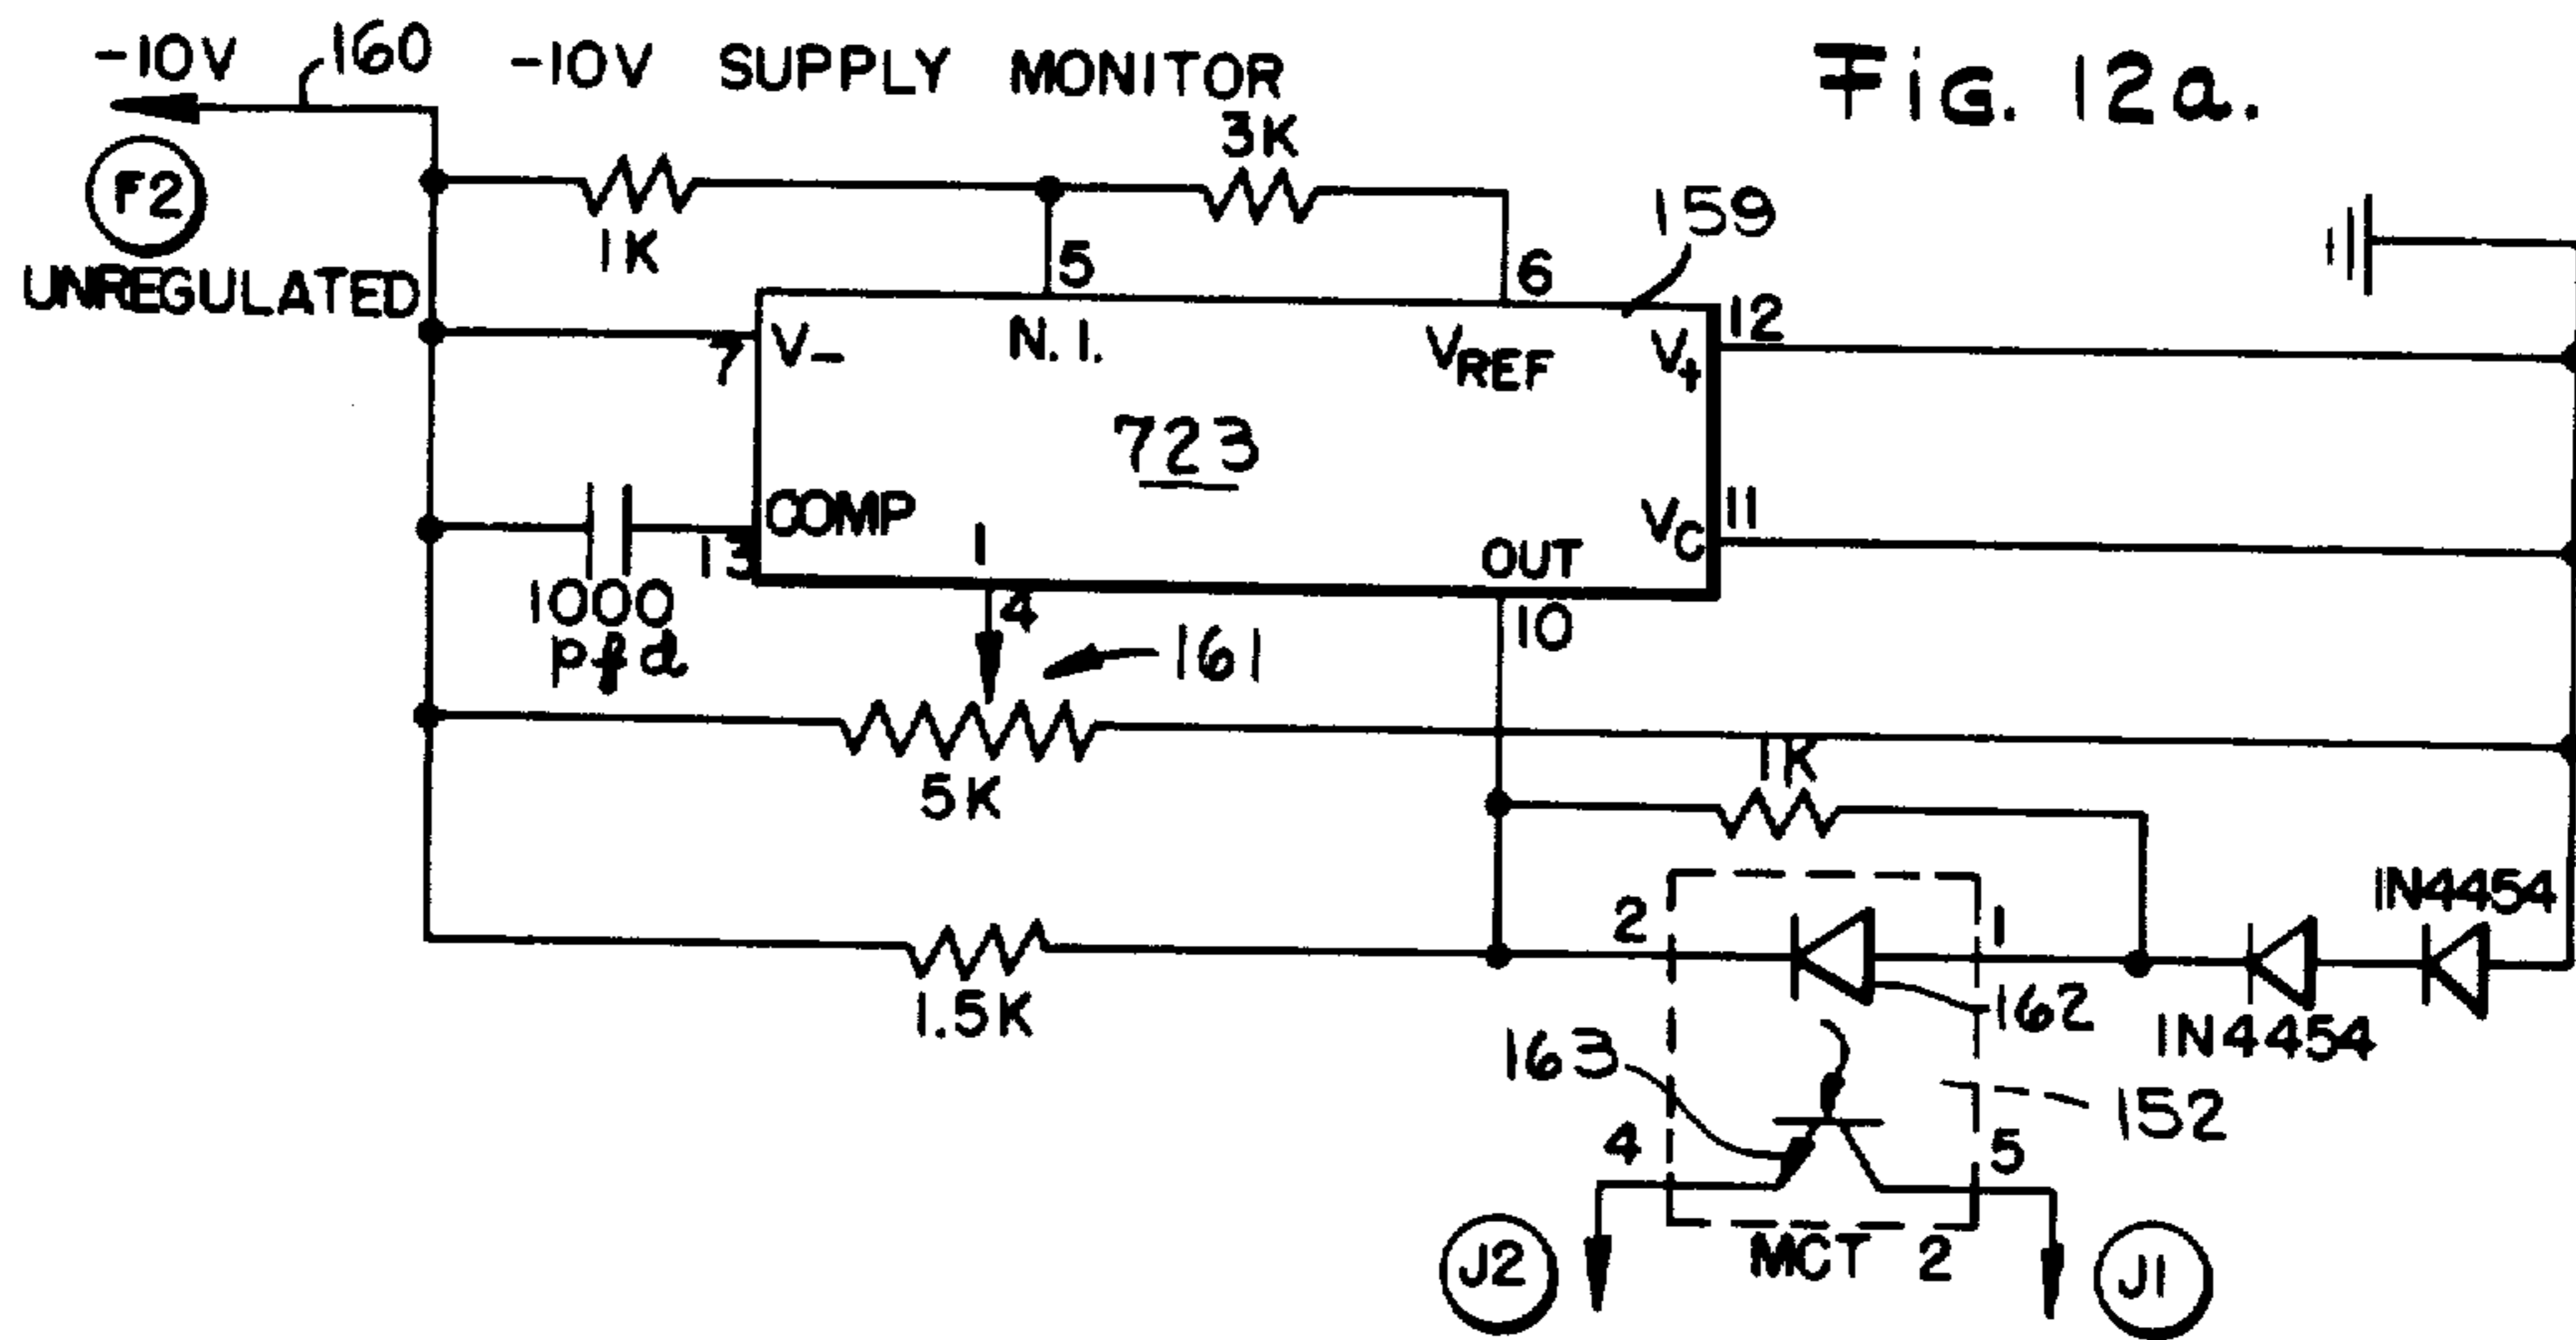 -10V
160
-10V SUPPLY MONITOR
Fig. 12a.
F2
UNREGULATED
1K
3K
5
6
159
7
V-
N.I.
VREF
V+
12
723
COMP
13
1
4
OUT
10
VC
11
1000
pfd
161
5K
1K
1.5K
2
1
162
1N4454
1N4454
163
152
4
5
MCT 2
J2
J1